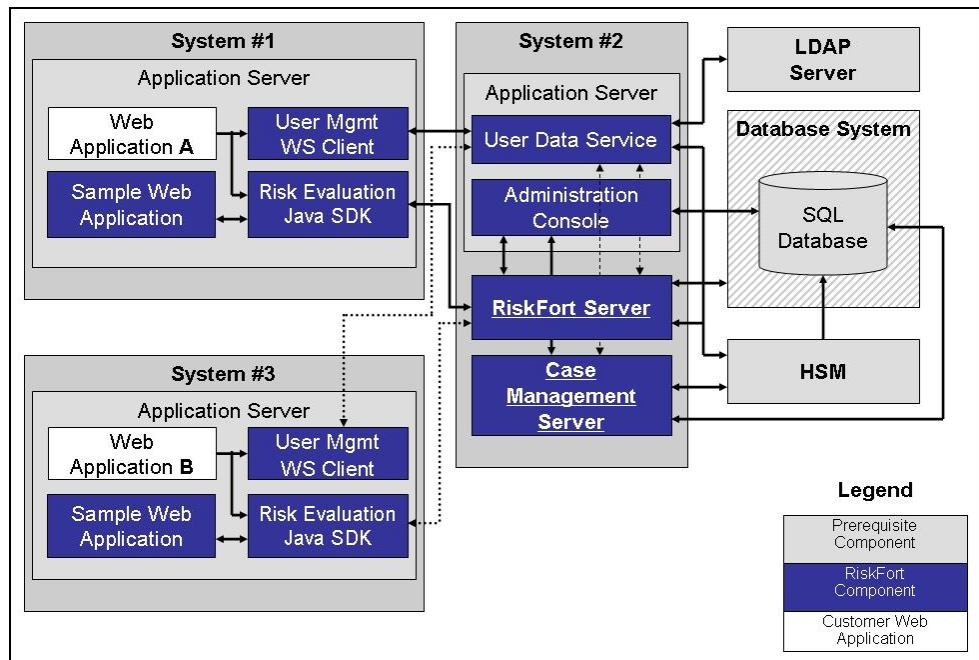 System #1
Application Server
Web
Application A
User Mgmt
WS Client
Sample Web
Application
Risk Evaluation
Java SDK
System #2
Application Server
User Data Service
Administration
Console
RiskFort Server
Case
Management
Server
LDAP
Server
Database System
SQL
Database
HSM
System #3
Application Server
Web
Application B
User Mgmt
WS Client
Sample Web
Application
Risk Evaluation
Java SDK
Legend
Prerequisite
Component
RiskFort
Component
Customer Web
Application